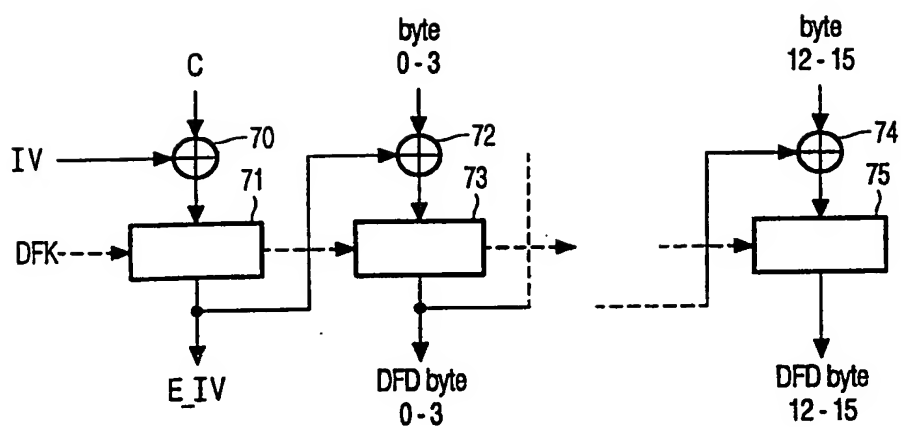 byte
0 - 3
byte
12 - 15
C
70
72
74
IV
71
73
75
DFK
E_IV
DFD byte
0 - 3
DFD byte
12 - 15